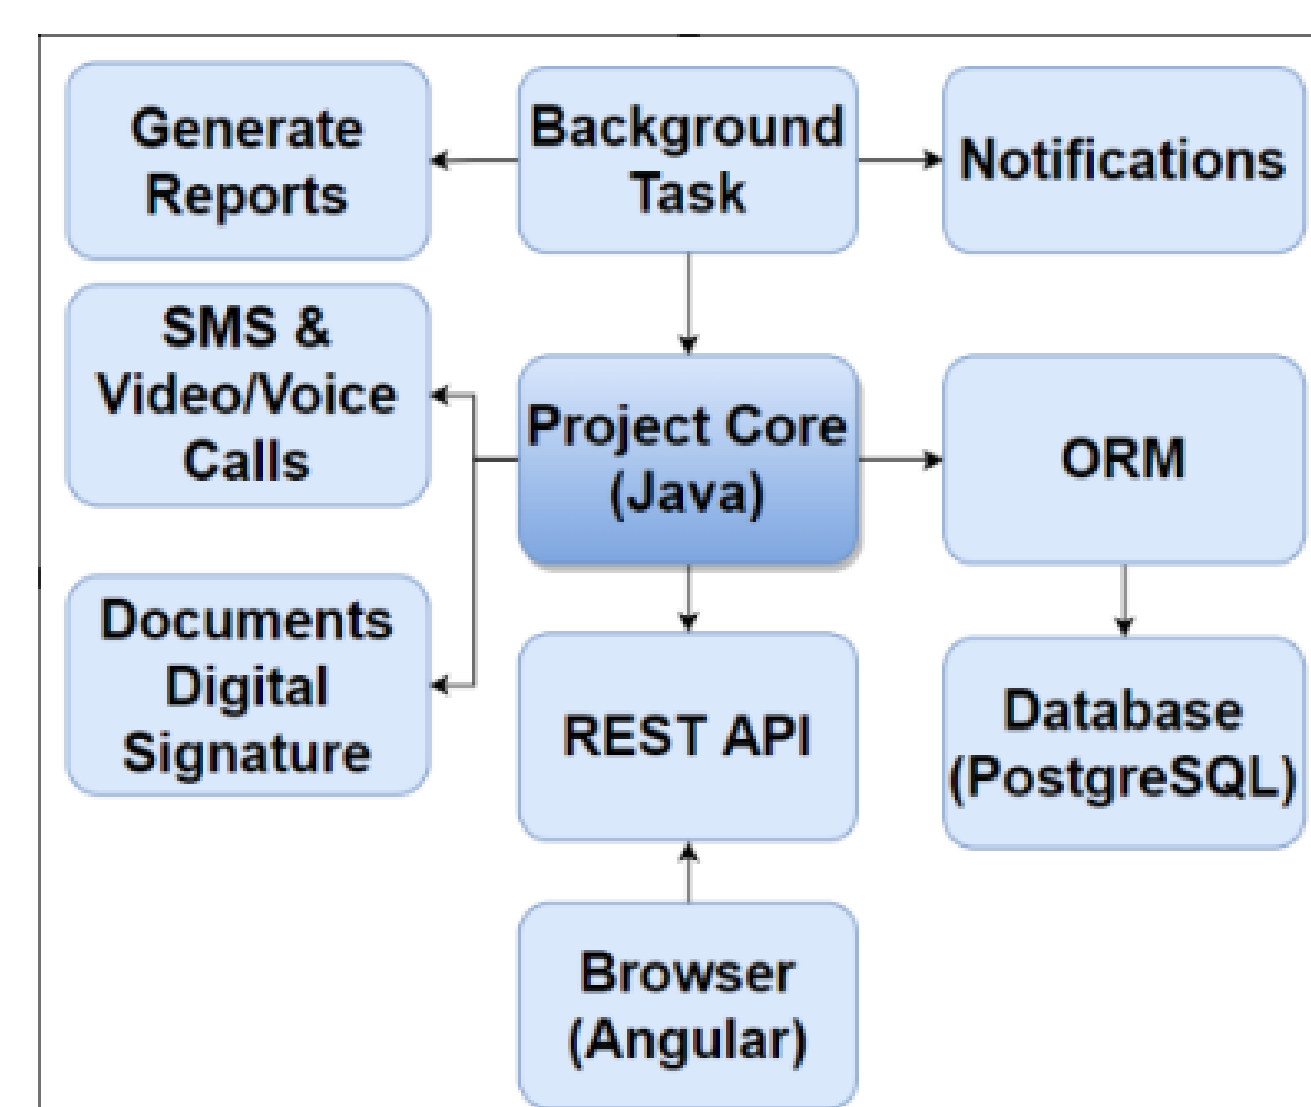 Generate
Reports
Background
Task
Notifications
SMS &
Video/Voice
Calls
Project Core
(Java)
ORM
Documents
Digital
Signature
REST API
Database
(PostgreSQL)
Browser
(Angular)